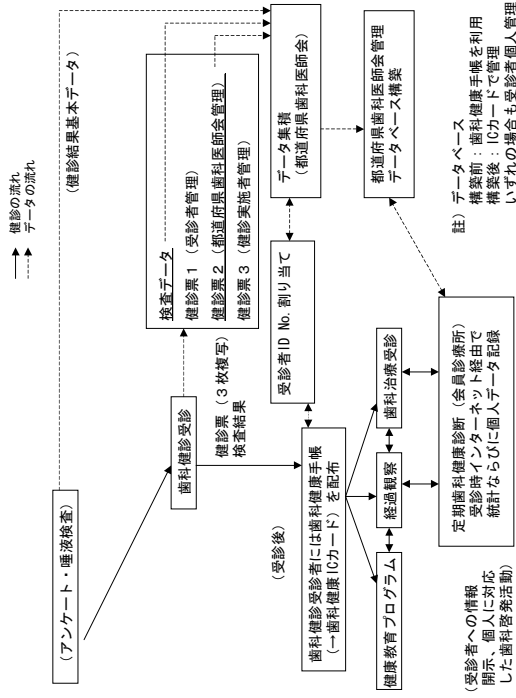 健診の流れ
データの流れ
(アンケート・唾液検査)
(健診結果基本データ)
歯科健診受診
検査データ
健診票1(受診者管理)
健診票2(都道府県歯科医師会管理)
健診票3(健診実施者管理)
健診票(3枚複写)
検査結果
(受診後)
歯科健診受診者には歯科健康手帳
(→歯科健康ICカード)を配布
受診者ID No.割り当て
データ集積
(都道府県歯科医師会)
健康教育プログラム
経過観察
歯科治療受診
都道府県歯科医師会管理
データベース構築
(受診者への情報
開示、個人に対応
した歯科啓発活動)
定期歯科健康診断(会員診療所)
受診時インターネット経由で
統計ならびに個人データ記録
註) データベース
構築前:歯科健康手帳を利用
構築後:ICカードで管理
いずれの場合も受診者個人管理